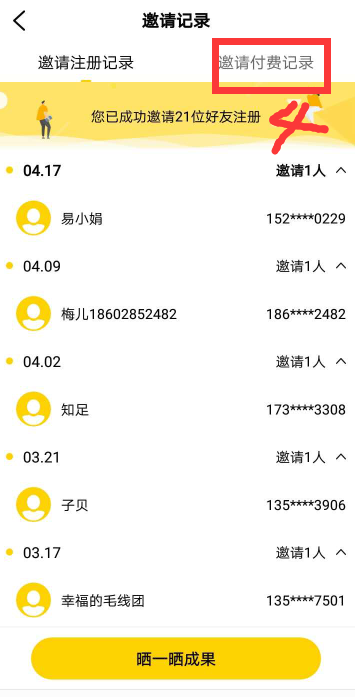 邀请记录
邀请注册记录 邀请付费记录
您已成功邀请21位好友注册 4
04.17 邀请1人
易小娟 152****0229
04.09 邀请1人
梅儿18602852482 186****2482
04.02 邀请1人
知足 173****3308
03.21 邀请1人
子贝 135****3906
03.17 邀请1人
幸福的毛线团 135****7501
晒一晒成果